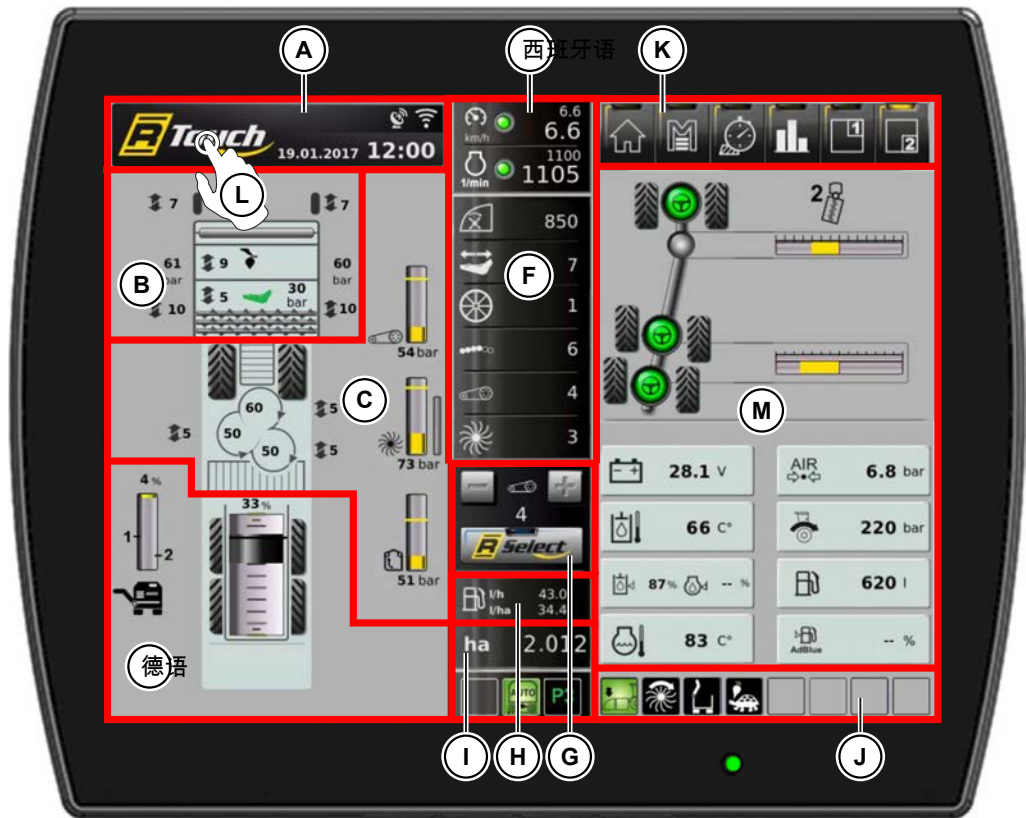 A
西班牙语
K
R Touch
19.01.2017 12:00
L
km/h
6.6
6.6
1/min
1100
1105
1
2
7
7
B
61
bar
9
60
bar
5
30
bar
10
10
850
7
F
1
6
4
3
2
54 bar
C
60
50
50
5
5
5
73 bar
M
4 %
1
2
33%
51 bar
4
R Select
l/h 43.0
l/ha 34.4
ha 2.012
28.1 V
AIR 6.8 bar
66 C°
220 bar
87% -- %
620 l
83 C°
AdBlue -- %
德语
AUTO
I
H
G
J